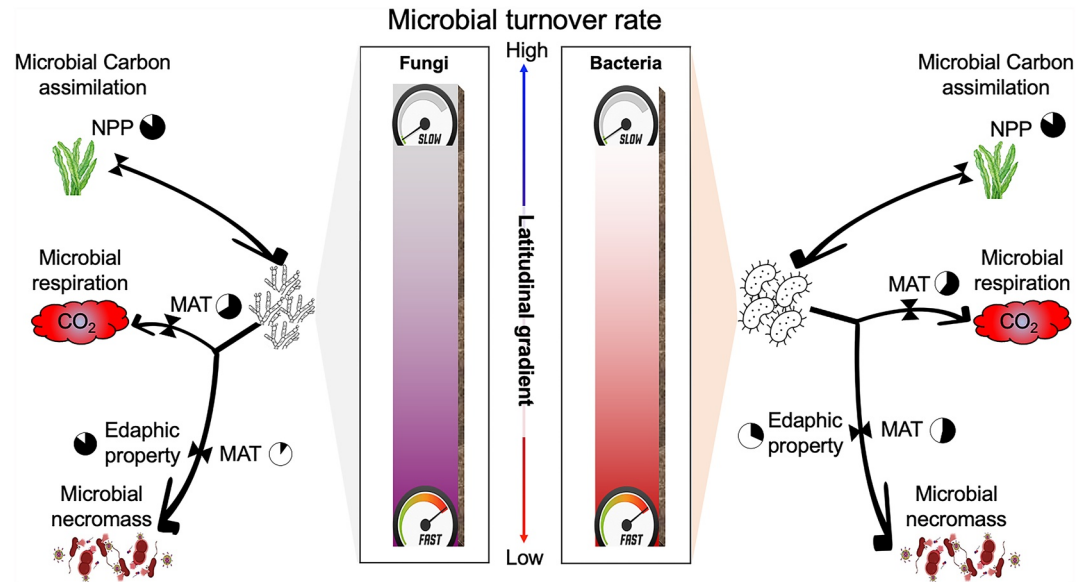 Microbial turnover rate
Microbial Carbon
assimilation
NPP
Microbial
respiration
MAT
CO₂
Edaphic
property
MAT
Microbial
necromass
Fungi
SLOW
FAST
High
Latitudinal gradient
Low
Bacteria
SLOW
FAST
Microbial Carbon
assimilation
NPP
Microbial
respiration
MAT
CO₂
Edaphic
property
MAT
Microbial
necromass